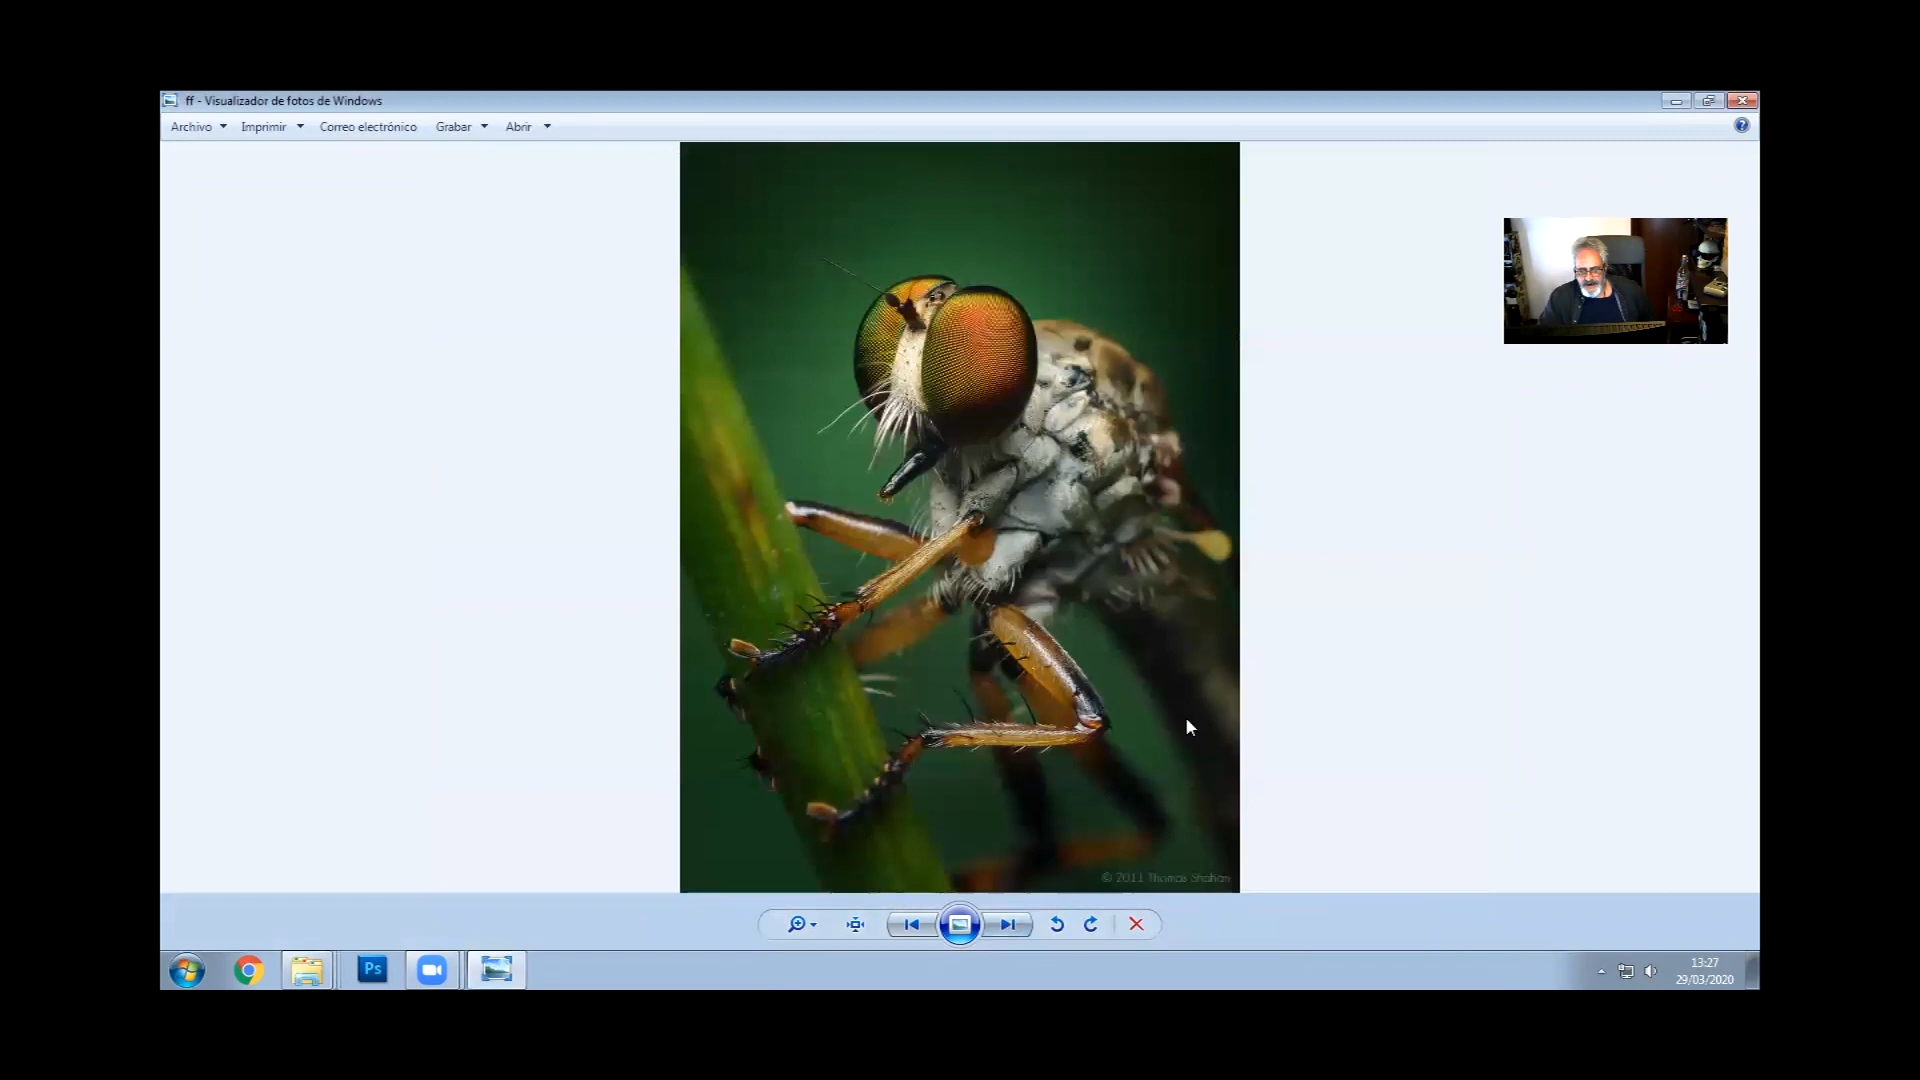 ff - Visualizador de fotos de Windows
Archivo Imprimir Correo electrónico Grabar Abrir
© 2011 Thomas Shahan
Ps
13:27
29/03/2020